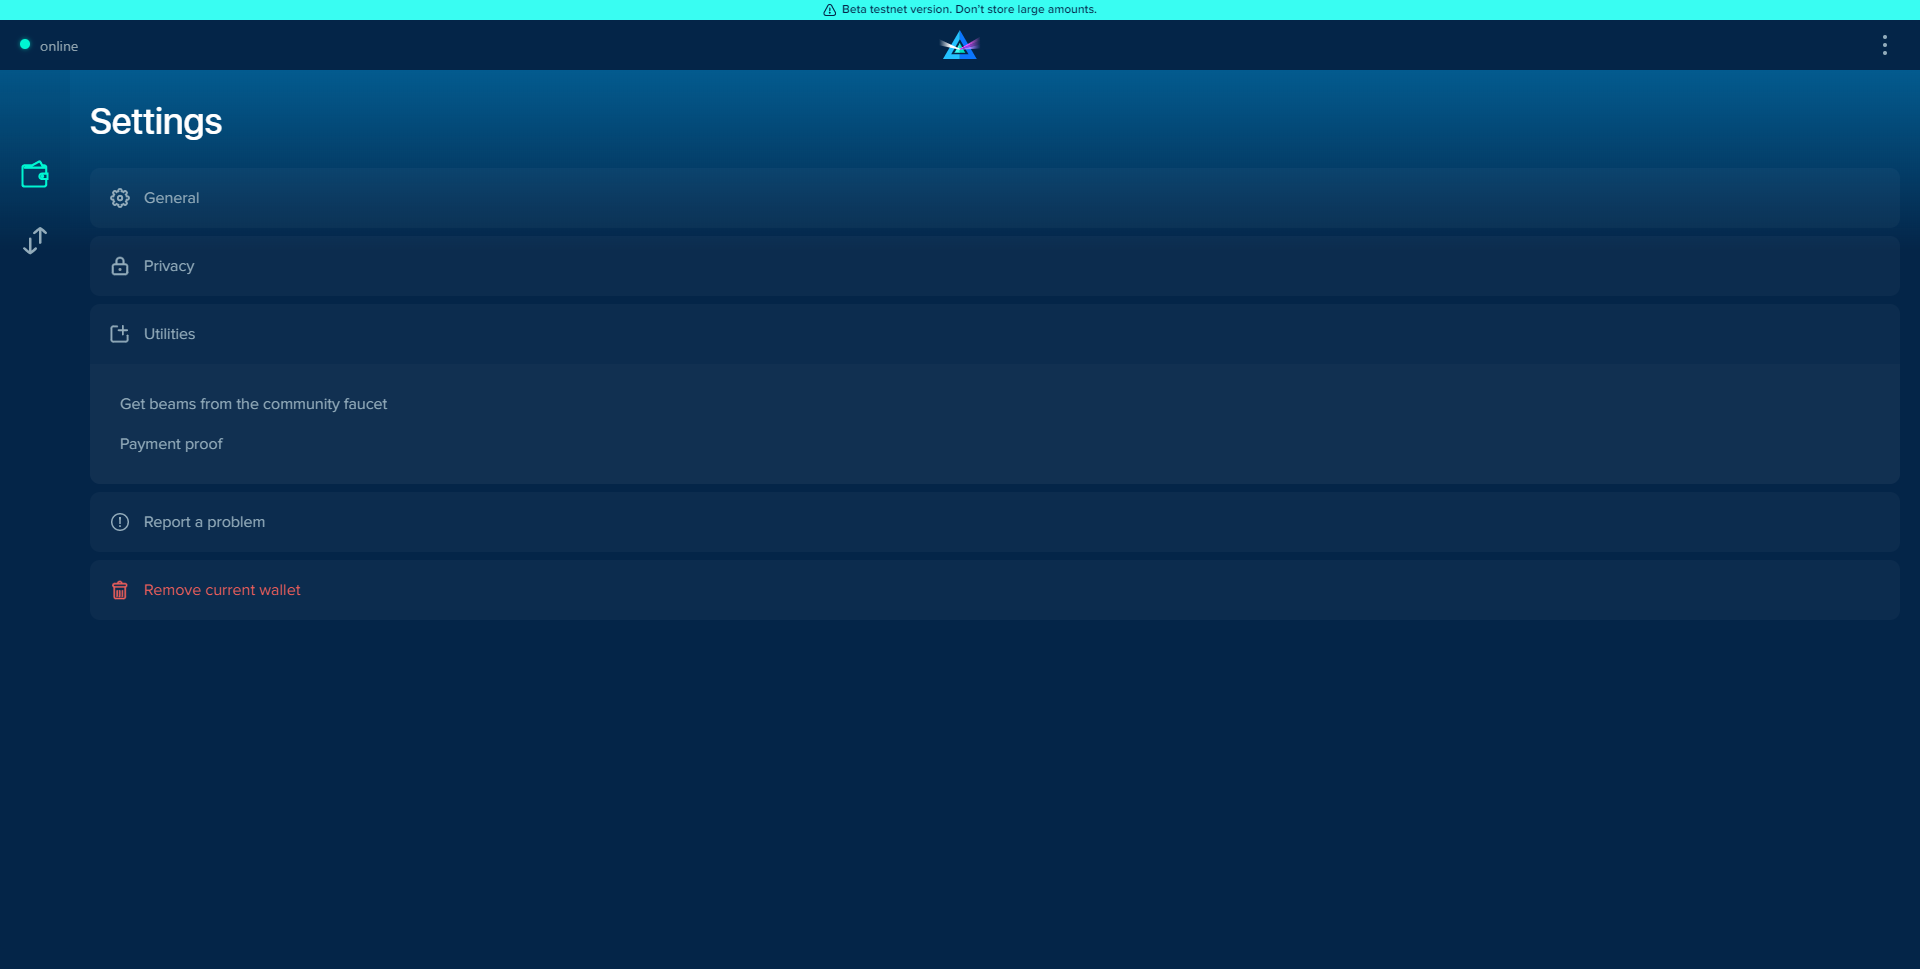 Beta testnet version. Don't store large amounts.
online
Settings
General
Privacy
Utilities
Get beams from the community faucet
Payment proof
Report a problem
Remove current wallet